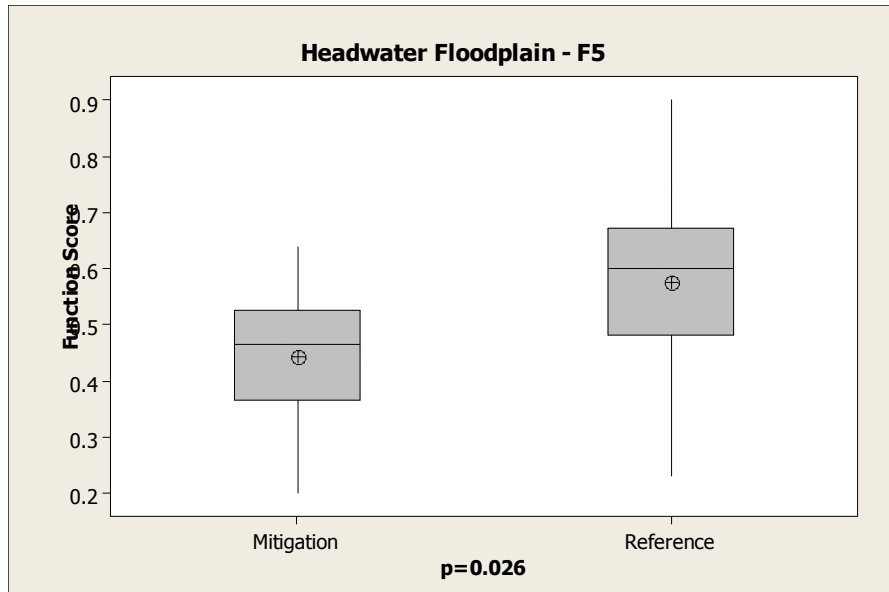 Headwater Floodplain - F5
Function Score
0.9
0.8
0.7
0.6
0.5
0.4
0.3
0.2
Mitigation Reference
p=0.026